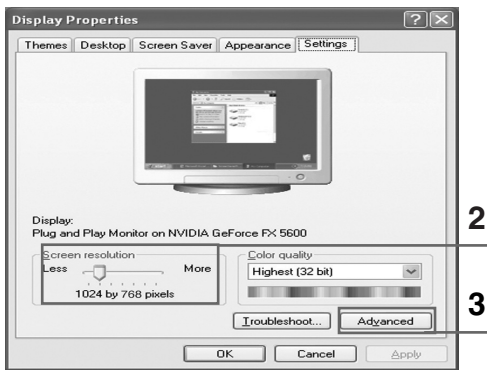 Display Properties
Themes Desktop Screen Saver Appearance Settings
Display:
Plug and Play Monitor on NVIDIA GeForce FX 5600
Screen resolution
Less More
1024 by 768 pixels
Color quality
Highest (32 bit)
2
Troubleshoot... Advanced
3
OK Cancel Apply